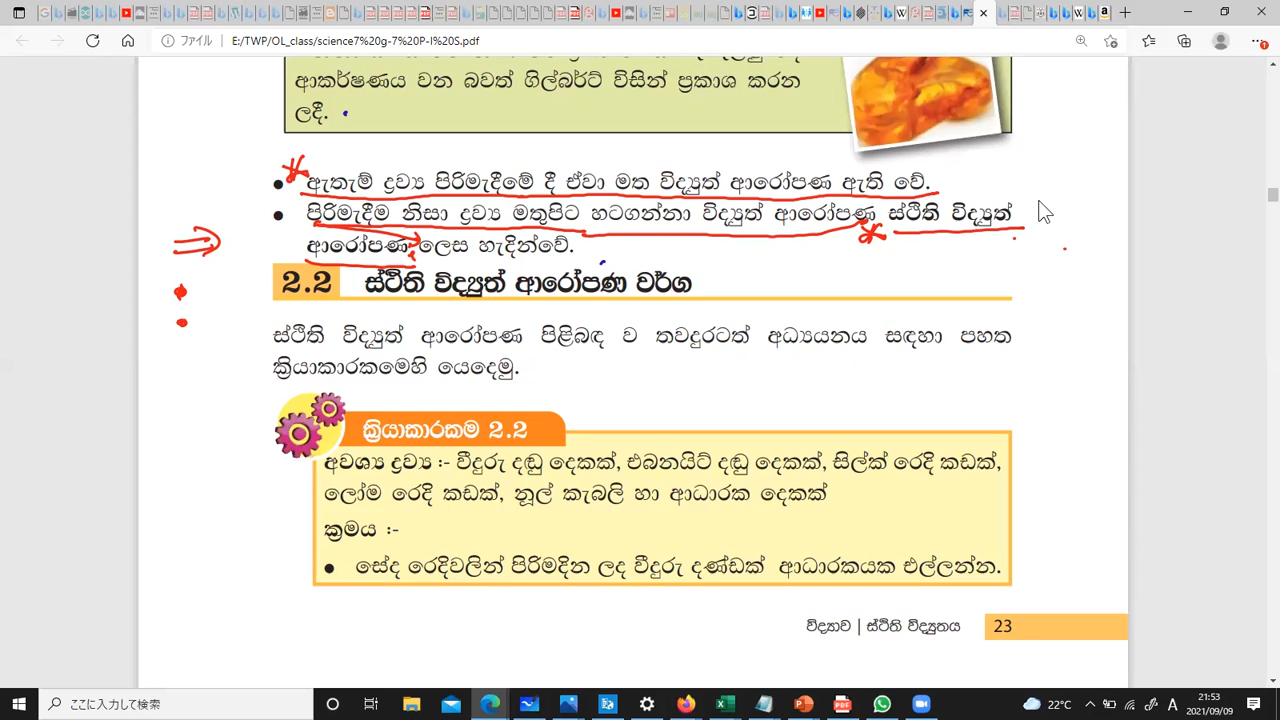 ファイル
E:/TWP/OL_class/science7%20g-7%20P-I%20S.pdf
ආකර්ෂණය වන බවත් ගිල්බර්ට් විසින් ප්‍රකාශ කරන
ලදී.
• ඇතැම් ද්‍රව්‍ය පිරිමැදීමේ දී ඒවා මත විද්‍යුත් ආරෝපණ ඇති වේ.
• පිරිමැදීම නිසා ද්‍රව්‍ය මතුපිට හටගන්නා විද්‍යුත් ආරෝපණ ස්ථිති විද්‍යුත්
ආරෝපණ ලෙස හැදින්වේ.
2.2 ස්ථිති විද්‍යුත් ආරෝපණ වර්ග
ස්ථිති විද්‍යුත් ආරෝපණ පිළිබඳ ව තවදුරටත් අධ්‍යයනය සඳහා පහත
ක්‍රියාකාරකමෙහි යෙදෙමු.
ක්‍රියාකාරකම 2.2
අවශ්‍ය ද්‍රව්‍ය :- වීදුරු දඬු දෙකක්, එබනයිට් දඬු දෙකක්, සිල්ක් රෙදි කඩක්,
ලෝම රෙදි කඩක්, නූල් කැබලි හා ආධාරක දෙකක්
ක්‍රමය :-
• සේද රෙදිවලින් පිරිමදින ලද වීදුරු දණ්ඩක් ආධාරකයක එල්ලන්න.
විද්‍යාව | ස්ථිති විද්‍යුතය 23
ここに入力して検索
22°C
A
21:53
2021/09/09